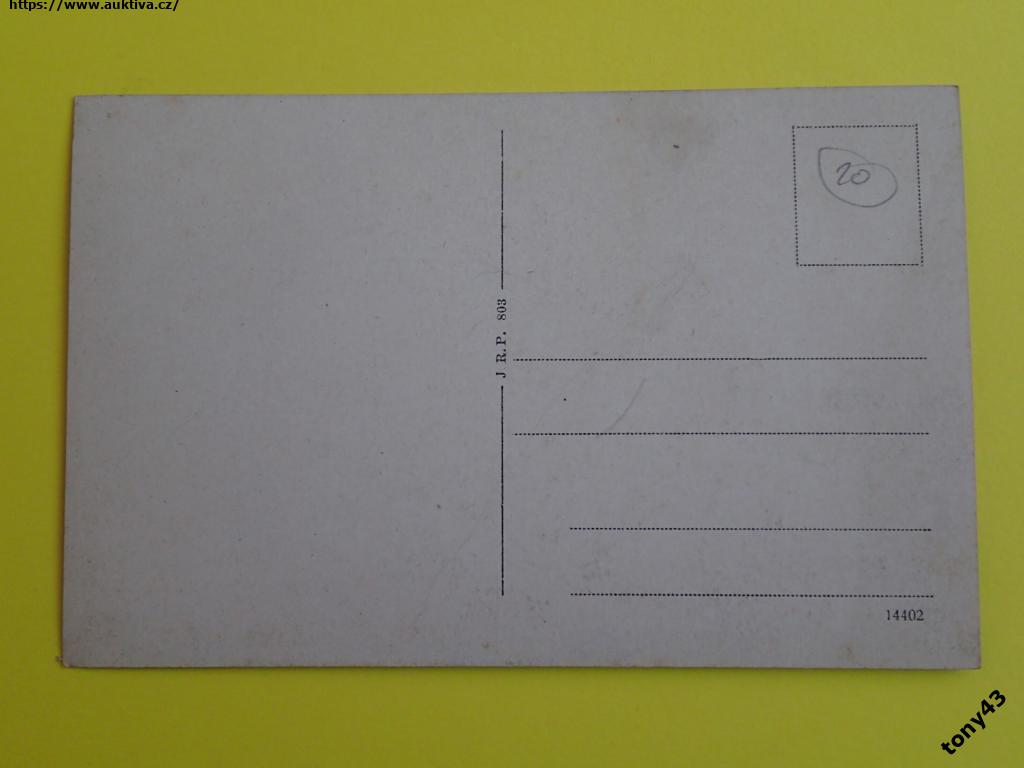 https://www.auktiva.cz/
20
J R.P. 803
14402
tony43